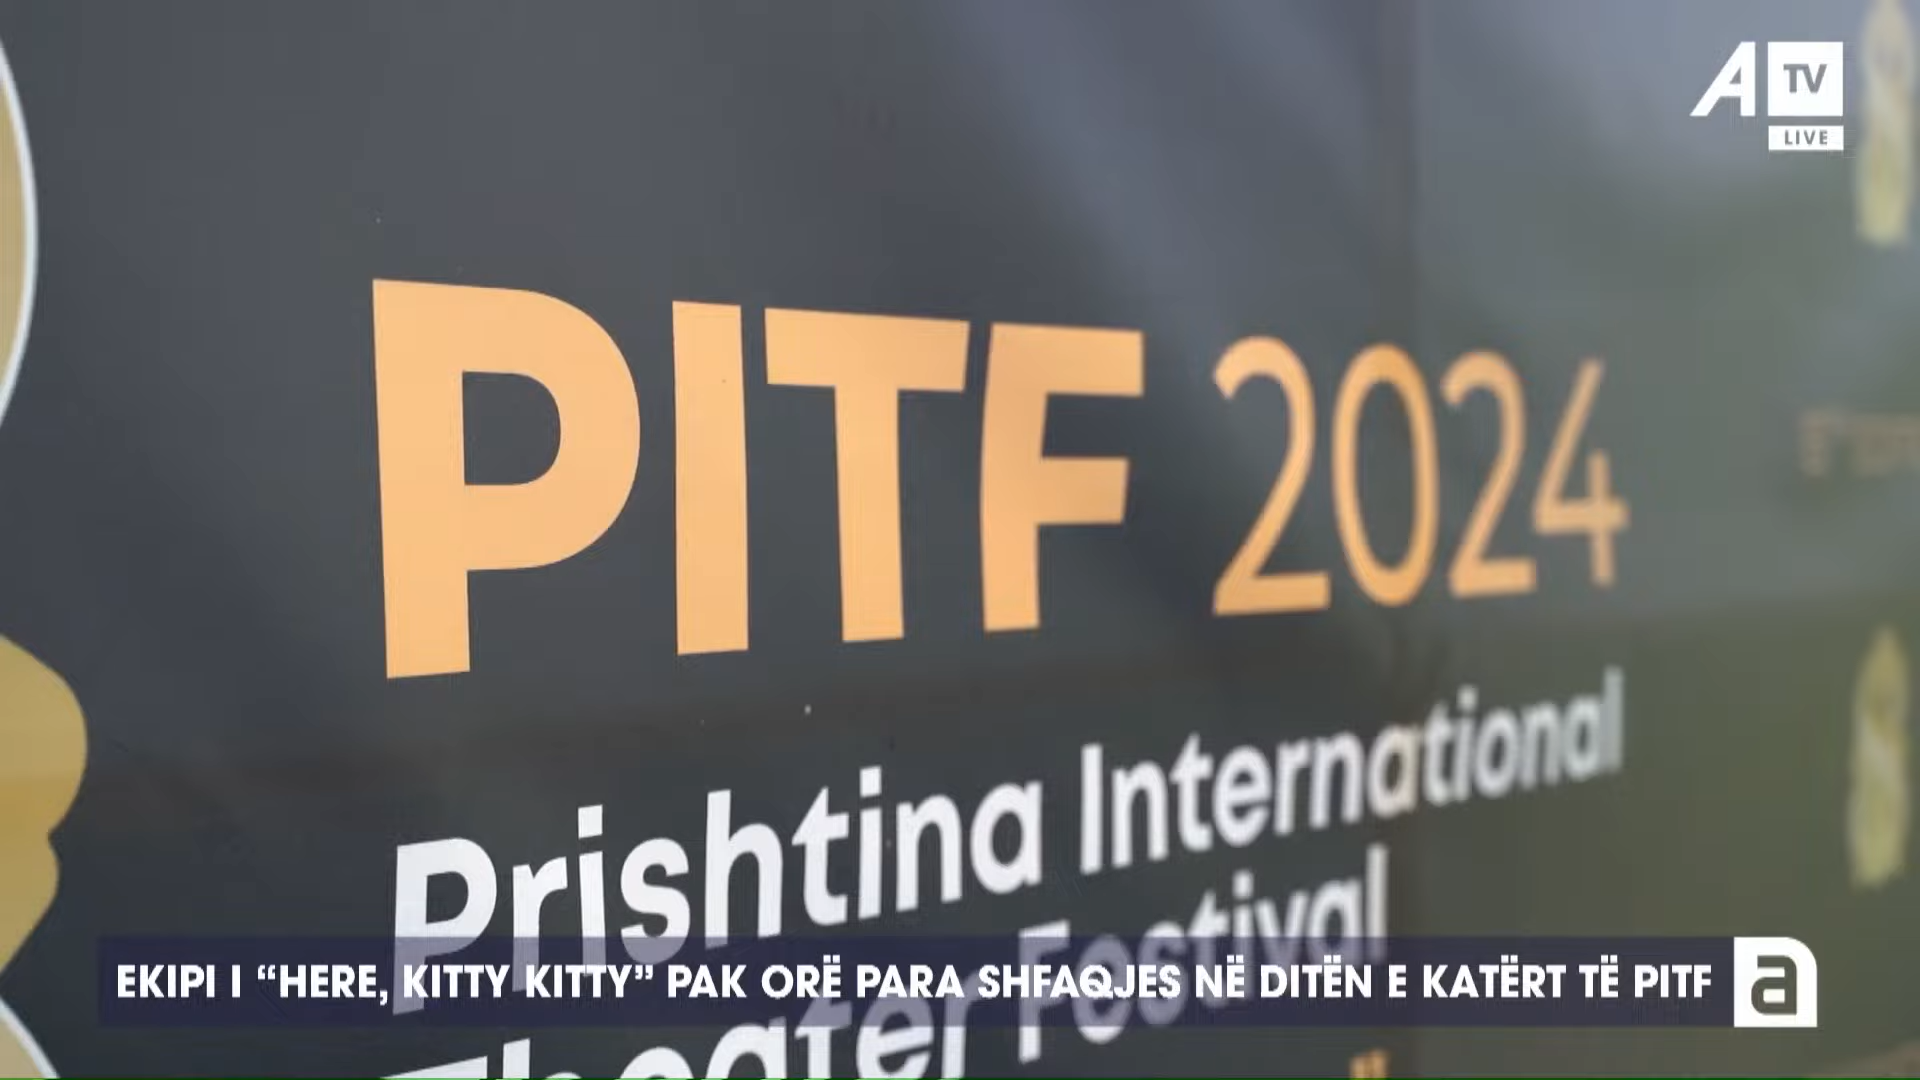 A TV
LIVE
PITF 2024
Prishtina International
Theater Festival
EKIPI I “HERE, KITTY KITTY” PAK ORË PARA SHFAQJES NË DITËN E KATËRT TË PITF
a